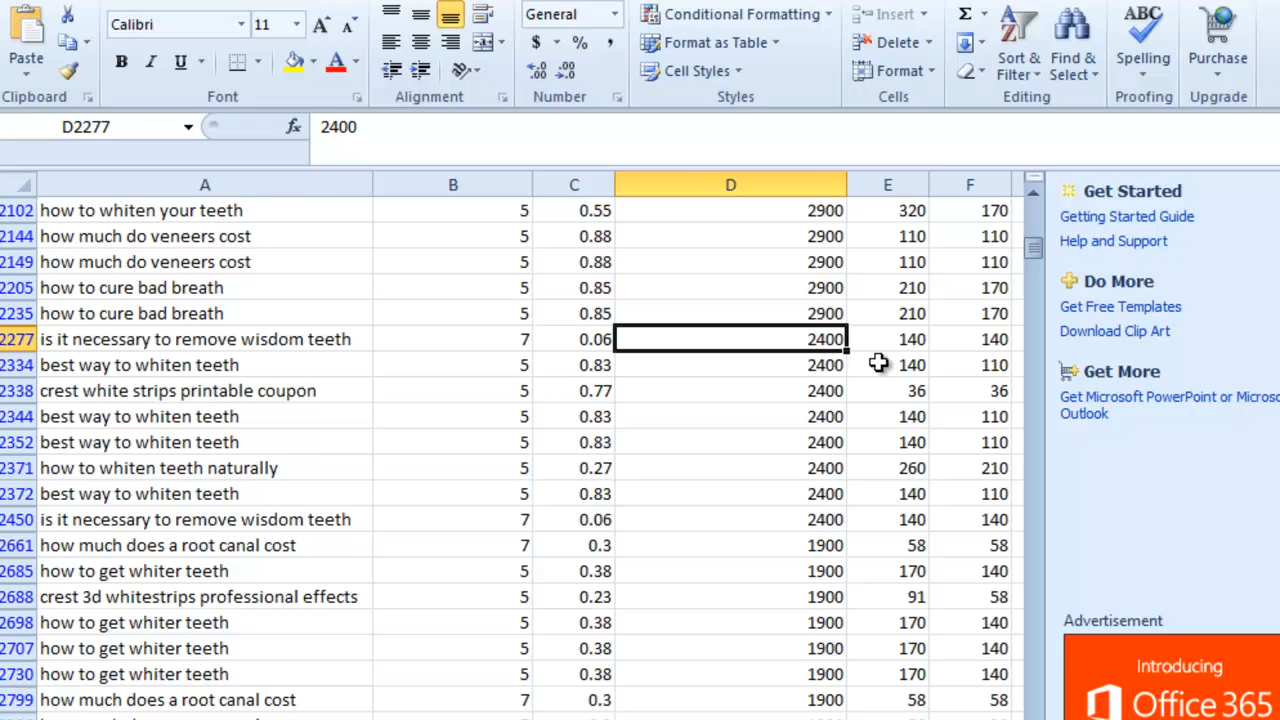 Calibri 11 General Conditional Formatting Insert Σ ABC
Paste B I U $ % , Format as Table Delete Sort & Filter Find & Select Spelling Purchase
Cell Styles Format
Clipboard Font Alignment Number Styles Cells Editing Proofing Upgrade
D2277 fx 2400
A B C D E F
2102 how to whiten your teeth 5 0.55 2900 320 170
2144 how much do veneers cost 5 0.88 2900 110 110
2149 how much do veneers cost 5 0.88 2900 110 110
2205 how to cure bad breath 5 0.85 2900 210 170
2235 how to cure bad breath 5 0.85 2900 210 170
2277 is it necessary to remove wisdom teeth 7 0.06 2400 140 140
2334 best way to whiten teeth 5 0.83 2400 140 110
2338 crest white strips printable coupon 5 0.77 2400 36 36
2344 best way to whiten teeth 5 0.83 2400 140 110
2352 best way to whiten teeth 5 0.83 2400 140 110
2371 how to whiten teeth naturally 5 0.27 2400 260 210
2372 best way to whiten teeth 5 0.83 2400 140 110
2450 is it necessary to remove wisdom teeth 7 0.06 2400 140 140
2661 how much does a root canal cost 7 0.3 1900 58 58
2685 how to get whiter teeth 5 0.38 1900 170 140
2688 crest 3d whitestrips professional effects 5 0.23 1900 91 58
2698 how to get whiter teeth 5 0.38 1900 170 140
2707 how to get whiter teeth 5 0.38 1900 170 140
2730 how to get whiter teeth 5 0.38 1900 170 140
2799 how much does a root canal cost 7 0.3 1900 58 58
Get Started
Getting Started Guide
Help and Support
Do More
Get Free Templates
Download Clip Art
Get More
Get Microsoft PowerPoint or Micros
Outlook
Advertisement
Introducing
Office 365